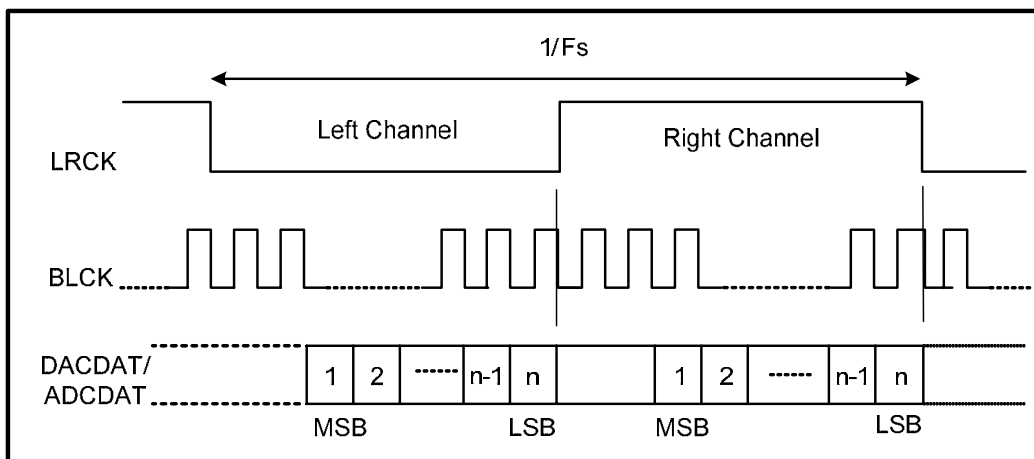 1/Fs
Left Channel
Right Channel
LRCK
BLCK
DACDAT/
ADCDAT
1 2 n-1 n 1 2 n-1 n
MSB LSB MSB LSB